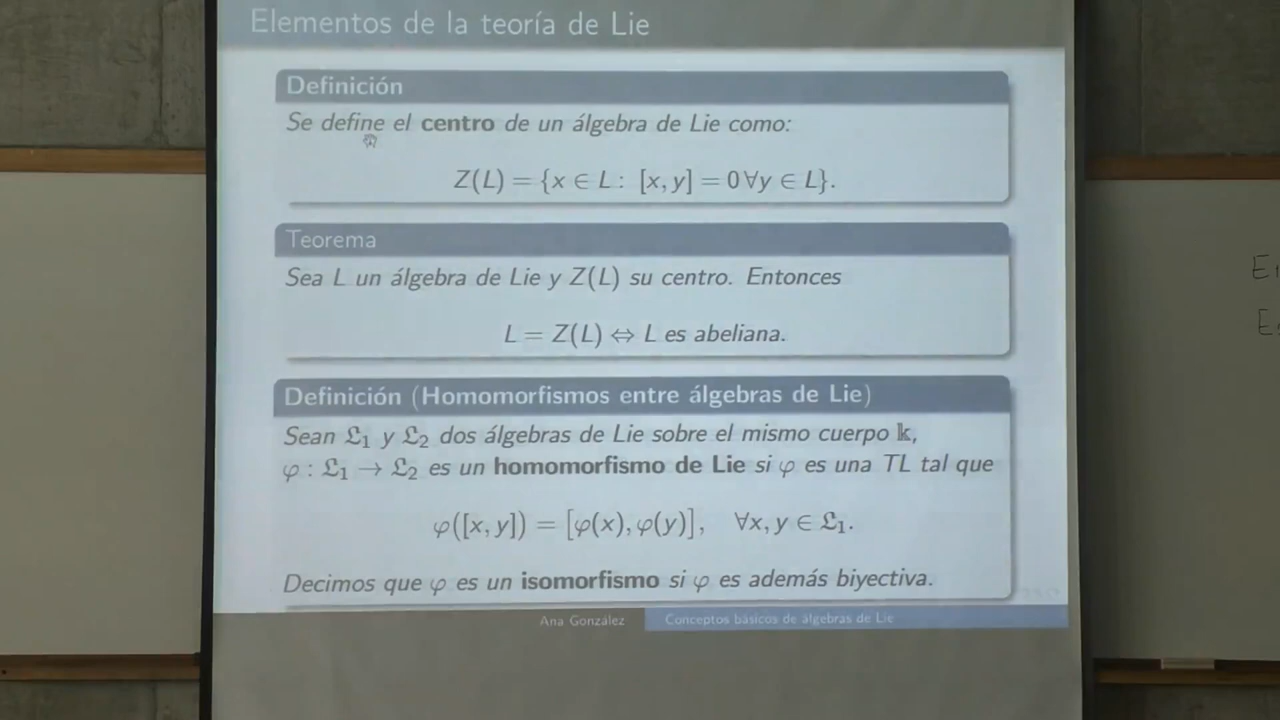 Elementos de la teoría de Lie
Definición
Se define el centro de un álgebra de Lie como:
Z(L) = {x ∈ L : [x, y] = 0 ∀y ∈ L}.
Teorema
Sea L un álgebra de Lie y Z(L) su centro. Entonces
L = Z(L) ⇔ L es abeliana.
Definición (Homomorfismos entre álgebras de Lie)
Sean 𝔏₁ y 𝔏₂ dos álgebras de Lie sobre el mismo cuerpo 𝕜,
φ : 𝔏₁ → 𝔏₂ es un homomorfismo de Lie si φ es una TL tal que
φ([x, y]) = [φ(x), φ(y)], ∀x, y ∈ 𝔏₁.
Decimos que φ es un isomorfismo si φ es además biyectiva.
Ana González Conceptos básicos de álgebras de Lie